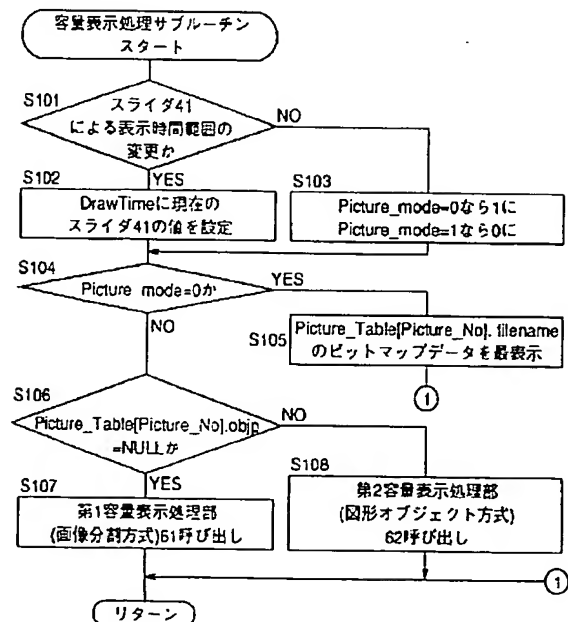 容量表示処理サブルーチン
スタート
S101
スライダ41
による表示時間範囲の
変更か
NO
YES
S102
DrawTimeに現在の
スライダ41の値を設定
S103
Picture_mode=0なら1に
Picture_mode=1なら0に
S104
Picture_mode=0か
YES
NO
S105
Picture_Table[Picture_No].filename
のビットマップデータを最表示
1
S106
Picture_Table[Picture_No].objp
=NULLか
NO
YES
S107
第1容量表示処理部
(画像分割方式)61呼び出し
S108
第2容量表示処理部
(図形オブジェクト方式)
62呼び出し
1
リターン